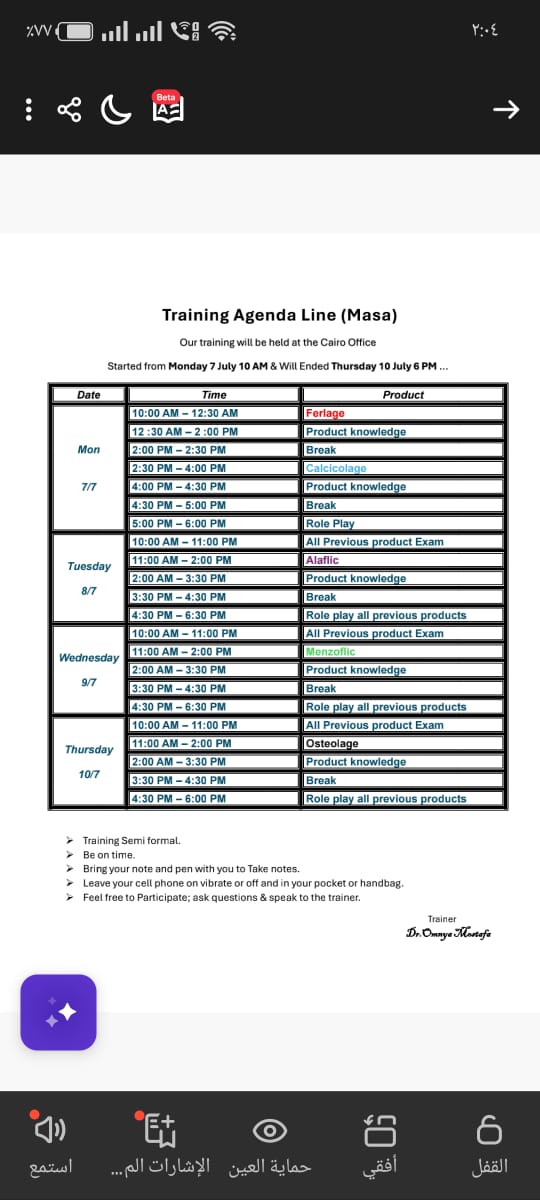 ٪٧٧ ٢:٠٤
Beta
Training Agenda Line (Masa)
Our training will be held at the Cairo Office
Started from Monday 7 July 10 AM & Will Ended Thursday 10 July 6 PM ...
Date Time Product
Mon
7/7
10:00 AM – 12:30 AM Ferlage
12 :30 AM – 2 :00 PM Product knowledge
2:00 PM – 2:30 PM Break
2:30 PM – 4:00 PM Calcicolage
4:00 PM – 4:30 PM Product knowledge
4:30 PM – 5:00 PM Break
5:00 PM – 6:00 PM Role Play
Tuesday
8/7
10:00 AM – 11:00 PM All Previous product Exam
11:00 AM – 2:00 PM Alaflic
2:00 AM – 3:30 PM Product knowledge
3:30 PM – 4:30 PM Break
4:30 PM – 6:30 PM Role play all previous products
Wednesday
9/7
10:00 AM – 11:00 PM All Previous product Exam
11:00 AM – 2:00 PM Menzoflic
2:00 AM – 3:30 PM Product knowledge
3:30 PM – 4:30 PM Break
4:30 PM – 6:30 PM Role play all previous products
Thursday
10/7
10:00 AM – 11:00 PM All Previous product Exam
11:00 AM – 2:00 PM Osteolage
2:00 AM – 3:30 PM Product knowledge
3:30 PM – 4:30 PM Break
4:30 PM – 6:00 PM Role play all previous products
➢ Training Semi formal.
➢ Be on time.
➢ Bring your note and pen with you to Take notes.
➢ Leave your cell phone on vibrate or off and in your pocket or handbag.
➢ Feel free to Participate; ask questions & speak to the trainer.
Trainer
Dr.Omnya Mostafa
القفل أفقي حماية العين الإشارات الم... استمع